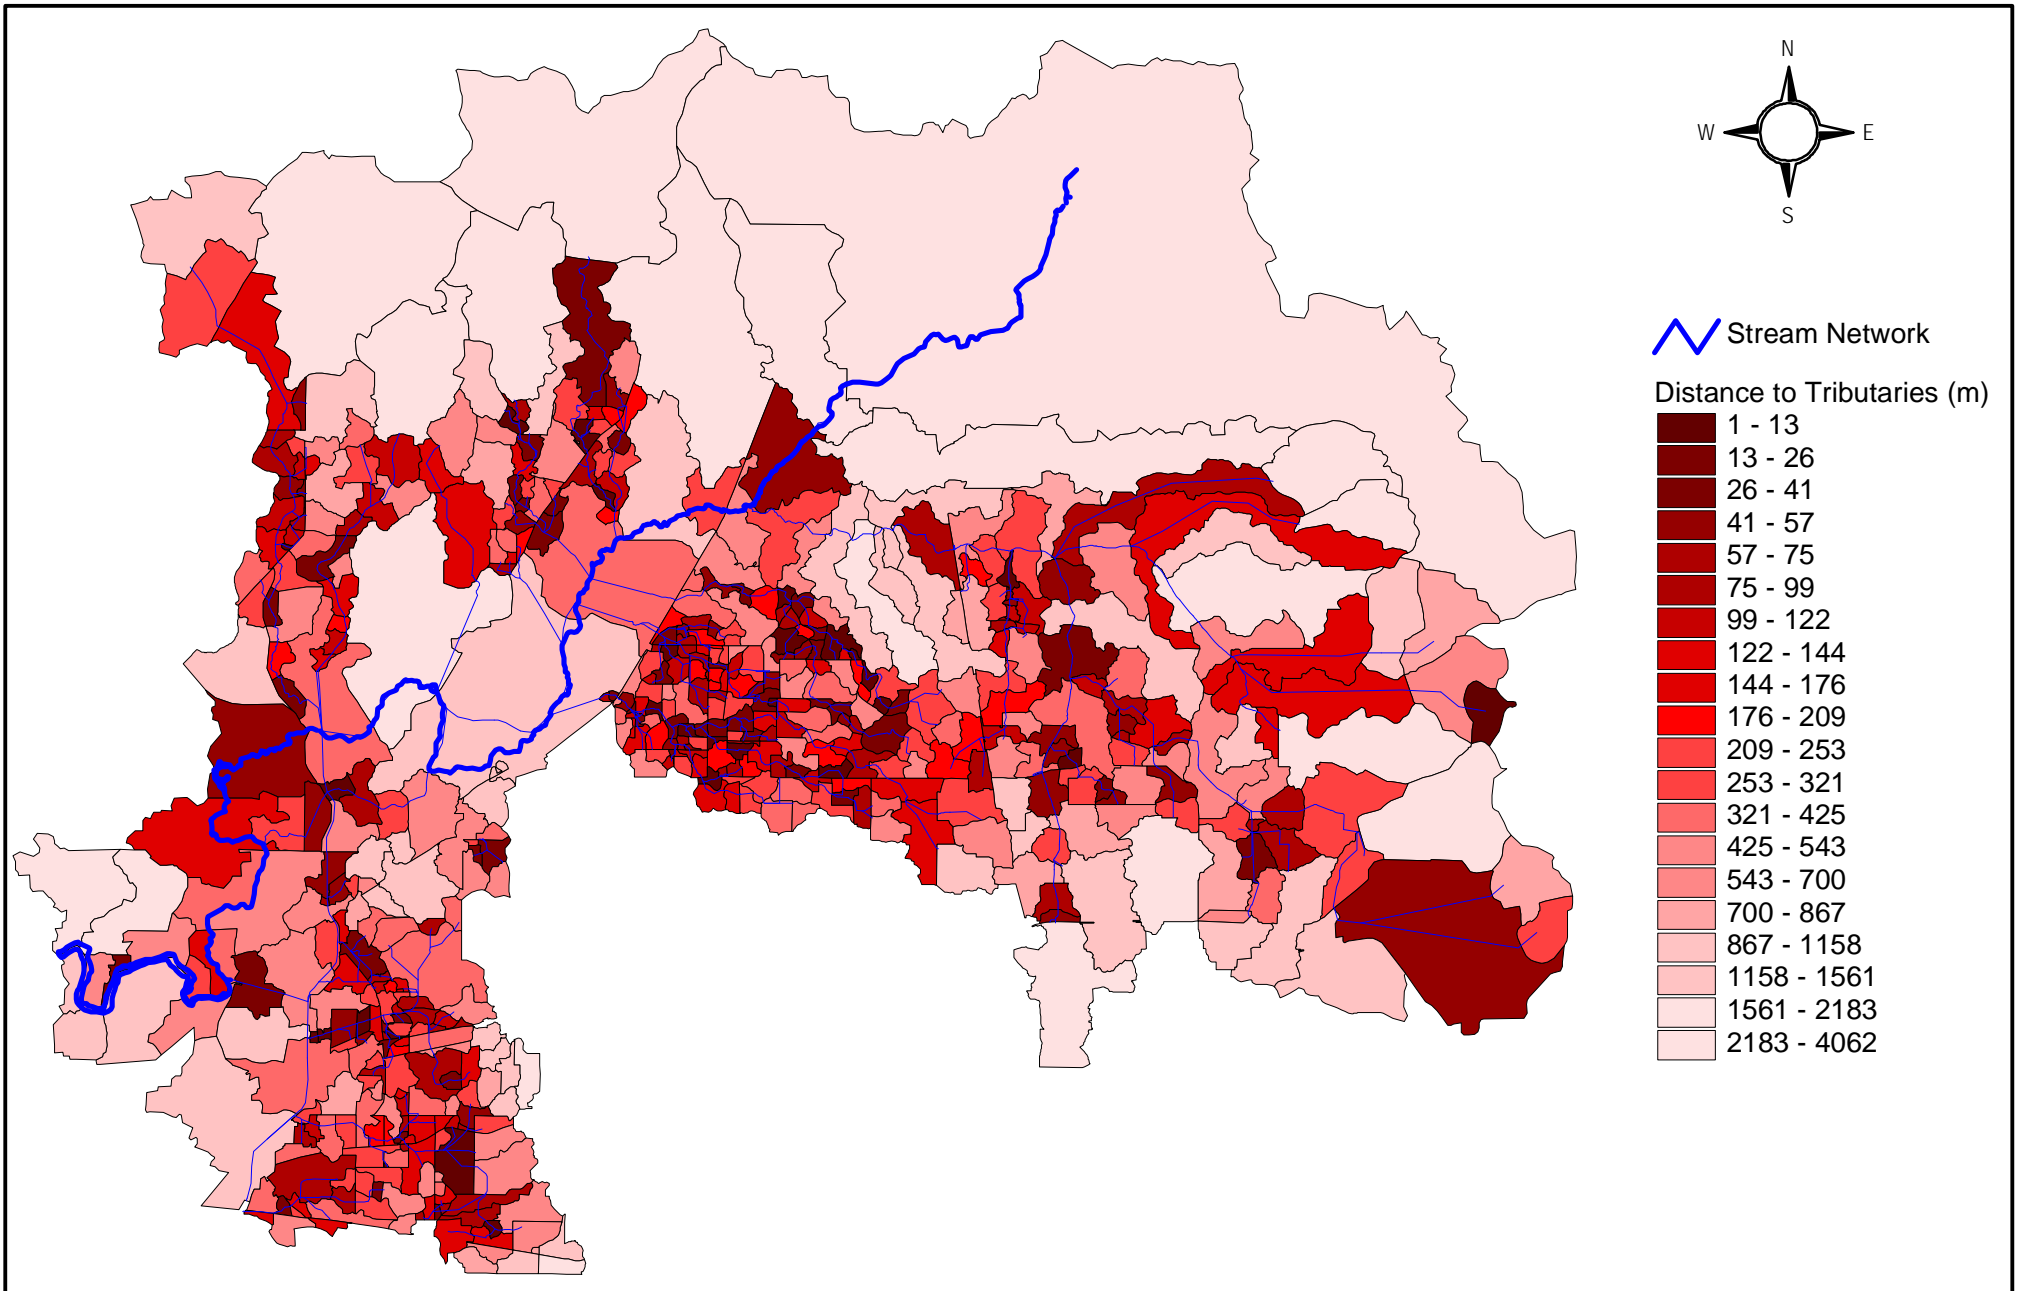 N
W E
S
Stream Network
Distance to Tributaries (m)
1 - 13
13 - 26
26 - 41
41 - 57
57 - 75
75 - 99
99 - 122
122 - 144
144 - 176
176 - 209
209 - 253
253 - 321
321 - 425
425 - 543
543 - 700
700 - 867
867 - 1158
1158 - 1561
1561 - 2183
2183 - 4062